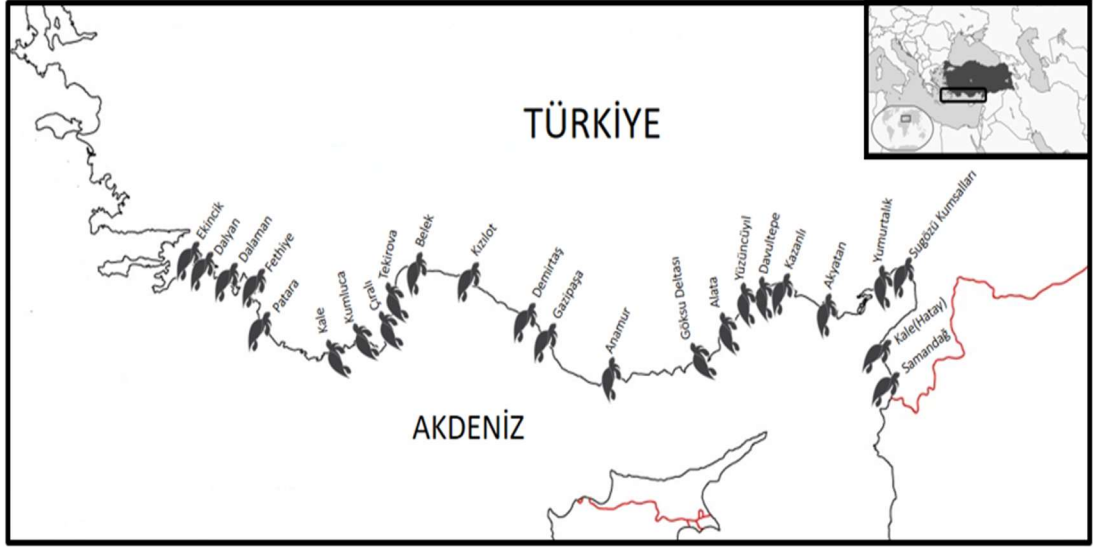 TÜRKİYE
Ekincik
Dalyan
Dalaman
Fethiye
Patara
Kale
Kumluca
Çıralı
Tekirova
Belek
Kızılot
Demirtaş
Gazipaşa
Anamur
Göksu Deltası
Alata
Yüzüncüyıl
Davultepe
Kazanlı
Akyatan
Yumurtalık
Sugözü Kumsalları
Kale(Hatay)
Samandağ
AKDENİZ